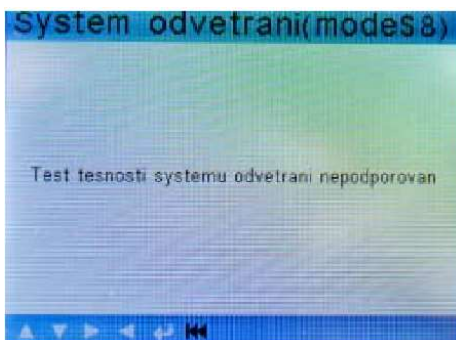 System odvetrani(mode$8)
Test tesnosti systemu odvetrani nepodporovan